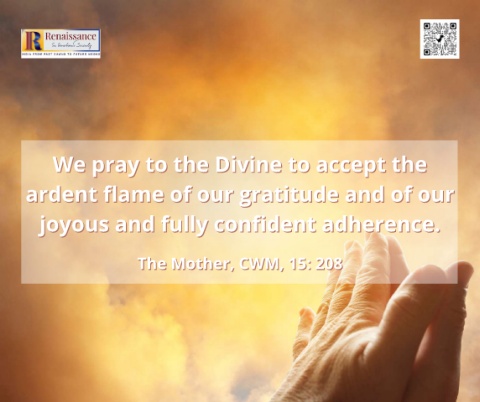 Renaissance
We pray to the Divine to accept the
ardent flame of our gratitude and of our
joyous and fully confident adherence.
The Mother, CWM, 15: 208